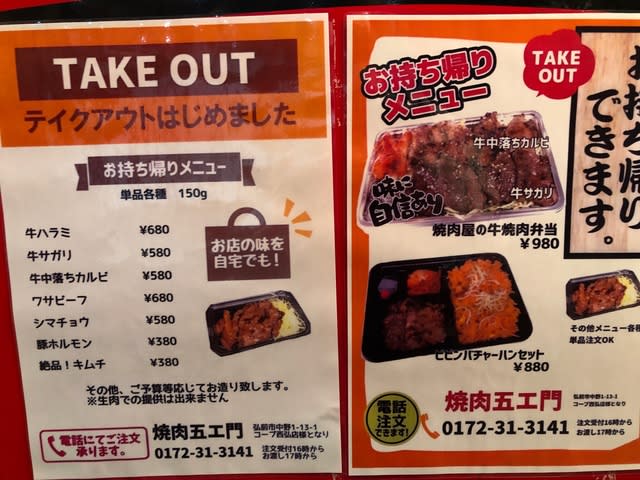 TAKE OUT
テイクアウトはじめました
お持ち帰りメニュー
単品各種 150g
牛ハラミ ¥680
牛サガリ ¥580
牛中落ちカルビ ¥580
ワサビーフ ¥680
シマチョウ ¥580
豚ホルモン ¥380
絶品!キムチ ¥380
お店の味を
自宅でも!
その他、ご予算等応じてお造り致します。
※生肉での提供は出来ません
電話にてご注文
承ります。
焼肉五エ門
弘前市中野1-13-1
コープ西弘店様となり
0172-31-3141
注文受付16時から
お渡し17時から
お持ち帰り
メニュー
TAKE
OUT
お持ち帰り
できます。
牛中落ちカルビ
牛サガリ
味に
自信あり
焼肉屋の牛焼肉弁当
¥980
ビビンバチャーハンセット
¥880
その他メニュー各種
単品注文OK
電話
注文
できます!
焼肉五エ門
弘前市中野1-13-1
コープ西弘店様となり
0172-31-3141
注文受付16時から
お渡し17時から